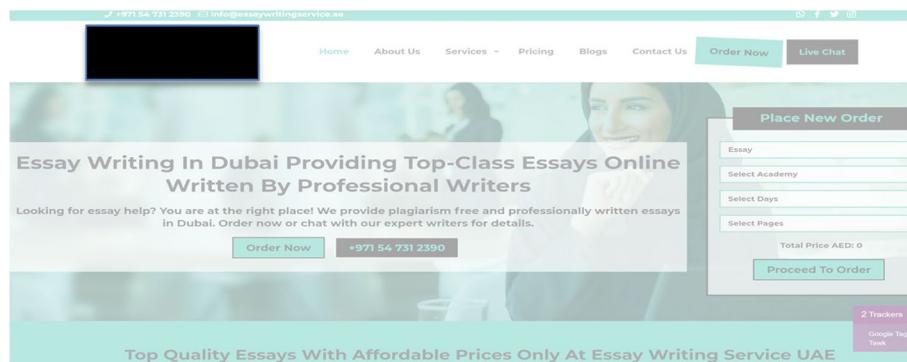 +971 54 731 2390 info@essaywritingservice.ae
Home About Us Services Pricing Blogs Contact Us Order Now Live Chat
Place New Order
Essay Writing In Dubai Providing Top-Class Essays Online
Written By Professional Writers
Looking for essay help? You are at the right place! We provide plagiarism free and professionally written essays
in Dubai. Order now or chat with our expert writers for details.
Order Now +971 54 731 2390
Essay
Select Academy
Select Days
Select Pages
Total Price AED: 0
Proceed To Order
2 Trackers
Google Tag
Tawk
Top Quality Essays With Affordable Prices Only At Essay Writing Service UAE